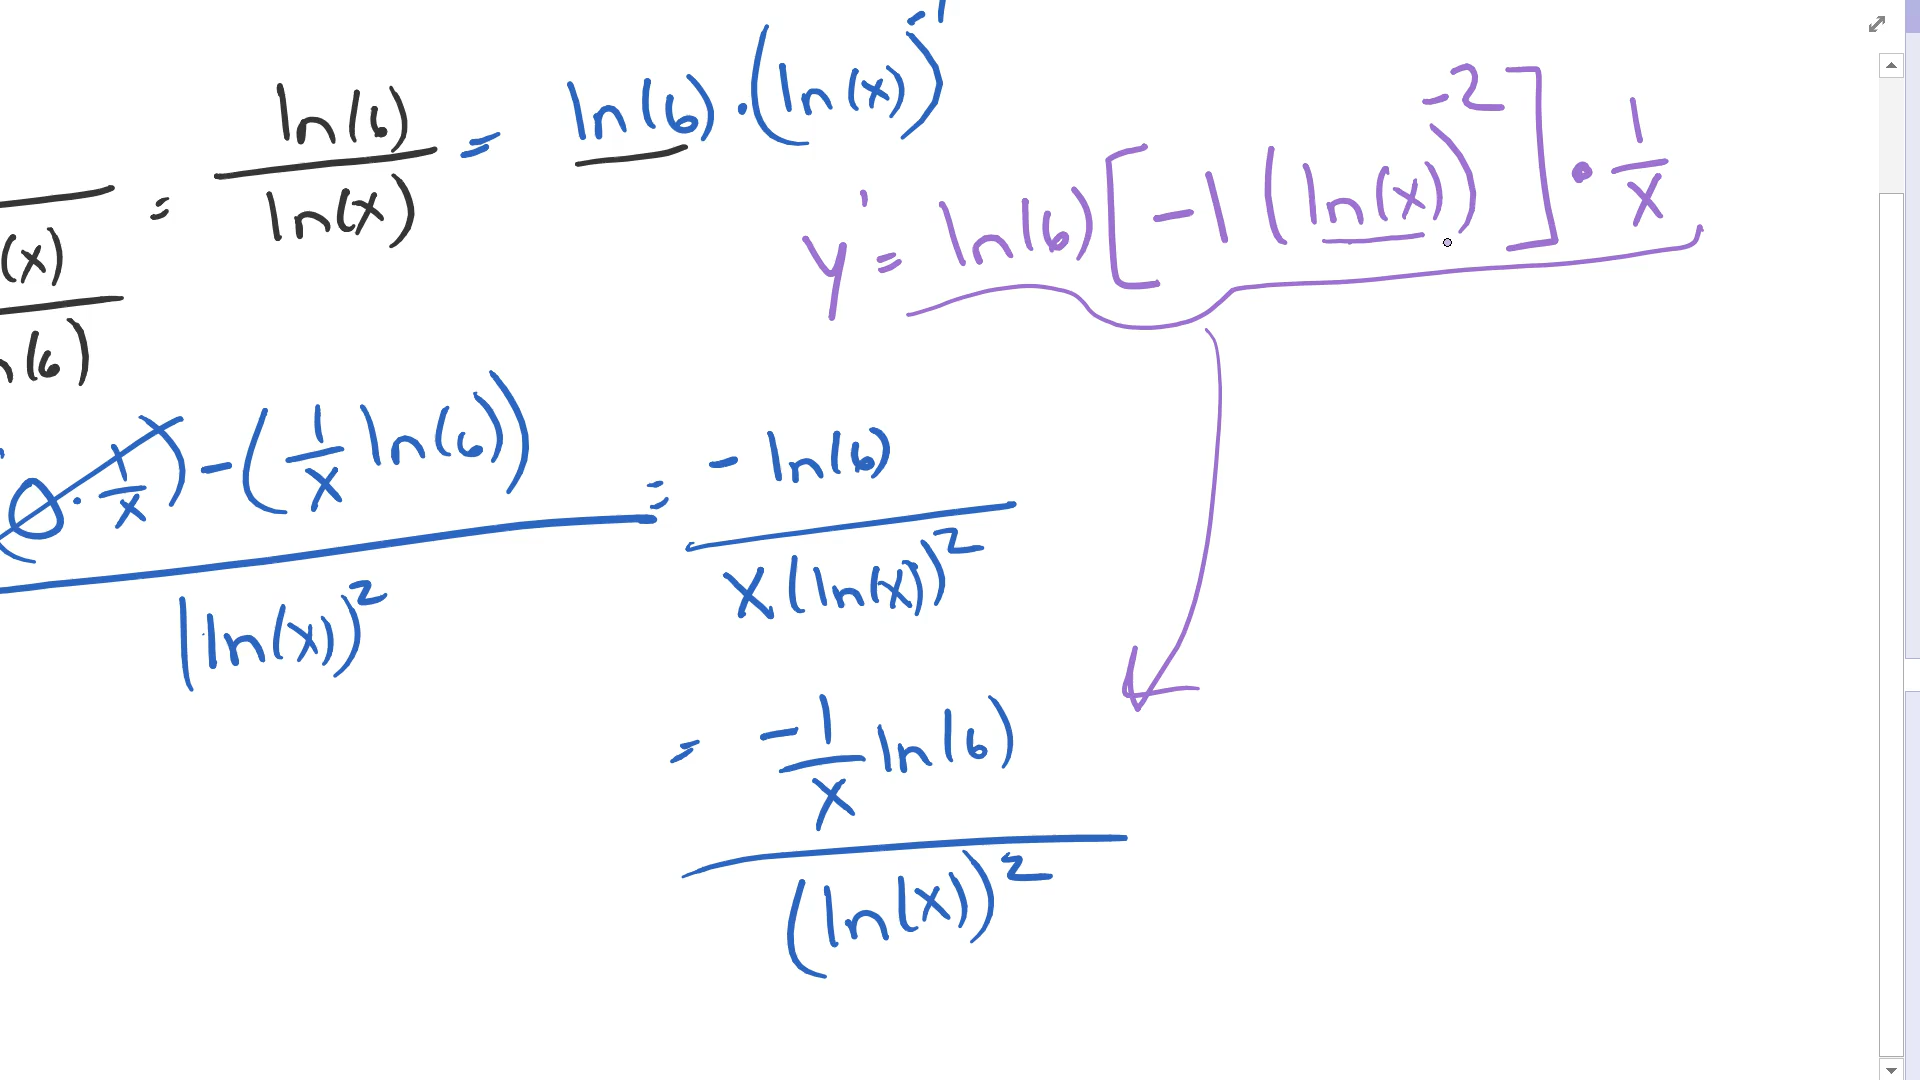 = ln(6) / ln(x) = ln(6) · (ln(x))^-1
(x)
ln(6)
y' = ln(6) [-1 (ln(x))^-2] · 1/x
0 · 1/x) - (1/x ln(6)) = -ln(6) / x(ln(x))^2
(ln(x))^2
= -1/x ln(6) / (ln(x))^2